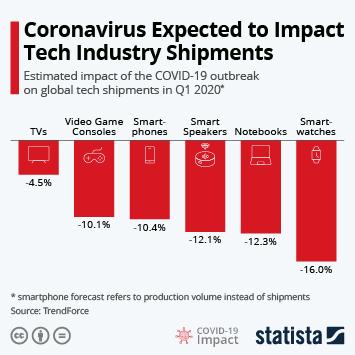 Coronavirus Expected to Impact
Tech Industry Shipments
Estimated impact of the COVID-19 outbreak
on global tech shipments in Q1 2020*
TVs
Video Game
Consoles
Smart-
phones
Smart
Speakers
Notebooks
Smart-
watches
-4.5%
-10.1%
-10.4%
-12.1%
-12.3%
-16.0%
* smartphone forecast refers to production volume instead of shipments
Source: TrendForce
cc
COVID-19
Impact
statista